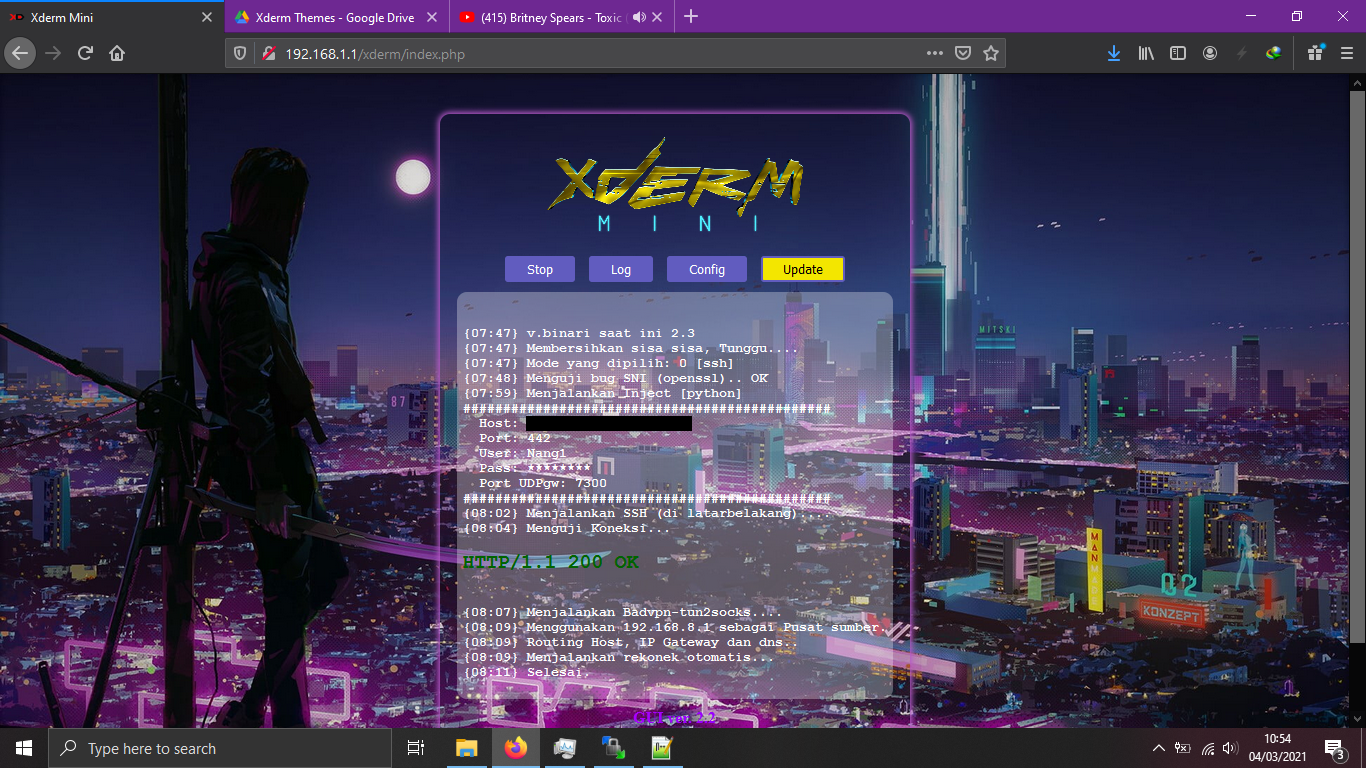 Xderm Mini
Xderm Themes - Google Drive
(415) Britney Spears - Toxic
192.168.1.1/xderm/index.php
XDERM
MINI
Stop
Log
Config
Update
{07:47} v.binari saat ini 2.3
{07:47} Membersihkan sisa sisa, Tunggu....
{07:47} Mode yang dipilih: 0 [ssh]
{07:48} Menguji bug SNI (openssl).. OK
{07:59} Menjalankan Inject [python]
##############################################
Host:
Port: 442
User: Nang1
Pass: ********
Port UDPgw: 7300
##############################################
{08:02} Menjalankan SSH (di latarbelakang)...
{08:04} Menguji Koneksi...
HTTP/1.1 200 OK
{08:07} Menjalankan Badvpn-tun2socks....
{08:09} Menggunakan 192.168.8.1 sebagai Pusat sumber.
{08:09} Routing Host, IP Gateway dan dns..
{08:09} Menjalankan rekonek otomatis...
{08:11} Selesai.
87
MITSKI
MANMADE
02
KONZEPT
Type here to search
10:54
04/03/2021
3